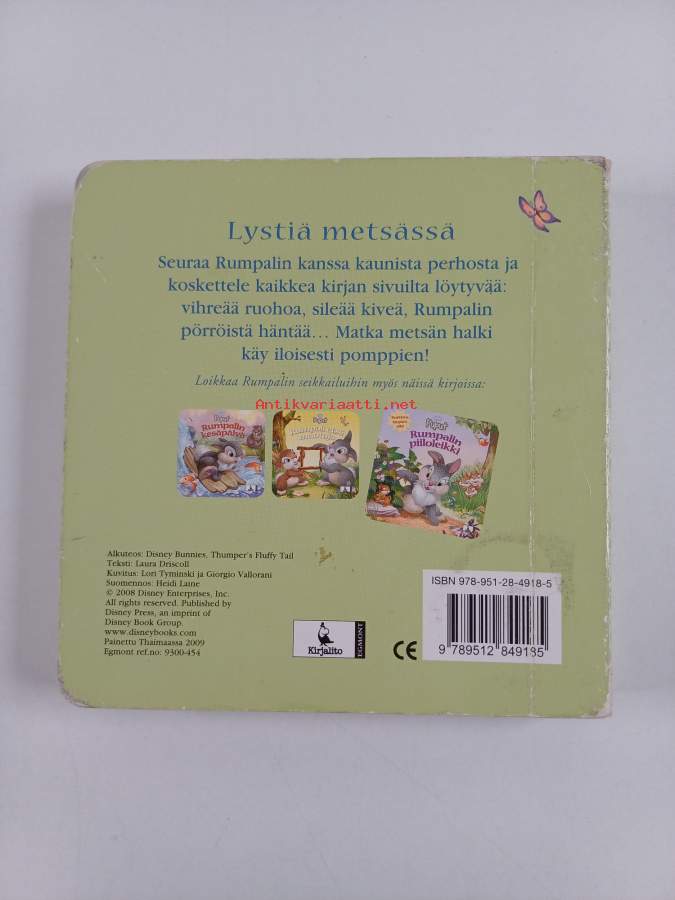 Lystiä metsässä
Seuraa Rumpalin kanssa kaunista perhosta ja
koskettele kaikkea kirjan sivuilta löytyvää:
vihreää ruohoa, sileää kiveä, Rumpalin
pörröistä häntää... Matka metsän halki
käy iloisesti pomppien!
Loikkaa Rumpalin seikkailuihin myös näissä kirjoissa:
Antikvariaatti.net
Rumpalin
kesäpäivä
Puput
Rumpalin
piiloleikki
Alkuteos: Disney Bunnies, Thumper's Fluffy Tail
Teksti: Laura Driscoll
Kuvitus: Lori Tyminski ja Giorgio Vallorani
Suomennos: Heidi Laine
© 2008 Disney Enterprises, Inc.
All rights reserved. Published by
Disney Press, an imprint of
Disney Book Group.
www.disneybooks.com
Painettu Thaimaassa 2009
Egmont ref.no: 9300-454
Kirjalito
EGMONT
CE
ISBN 978-951-28-4918-5
9 789512 849185